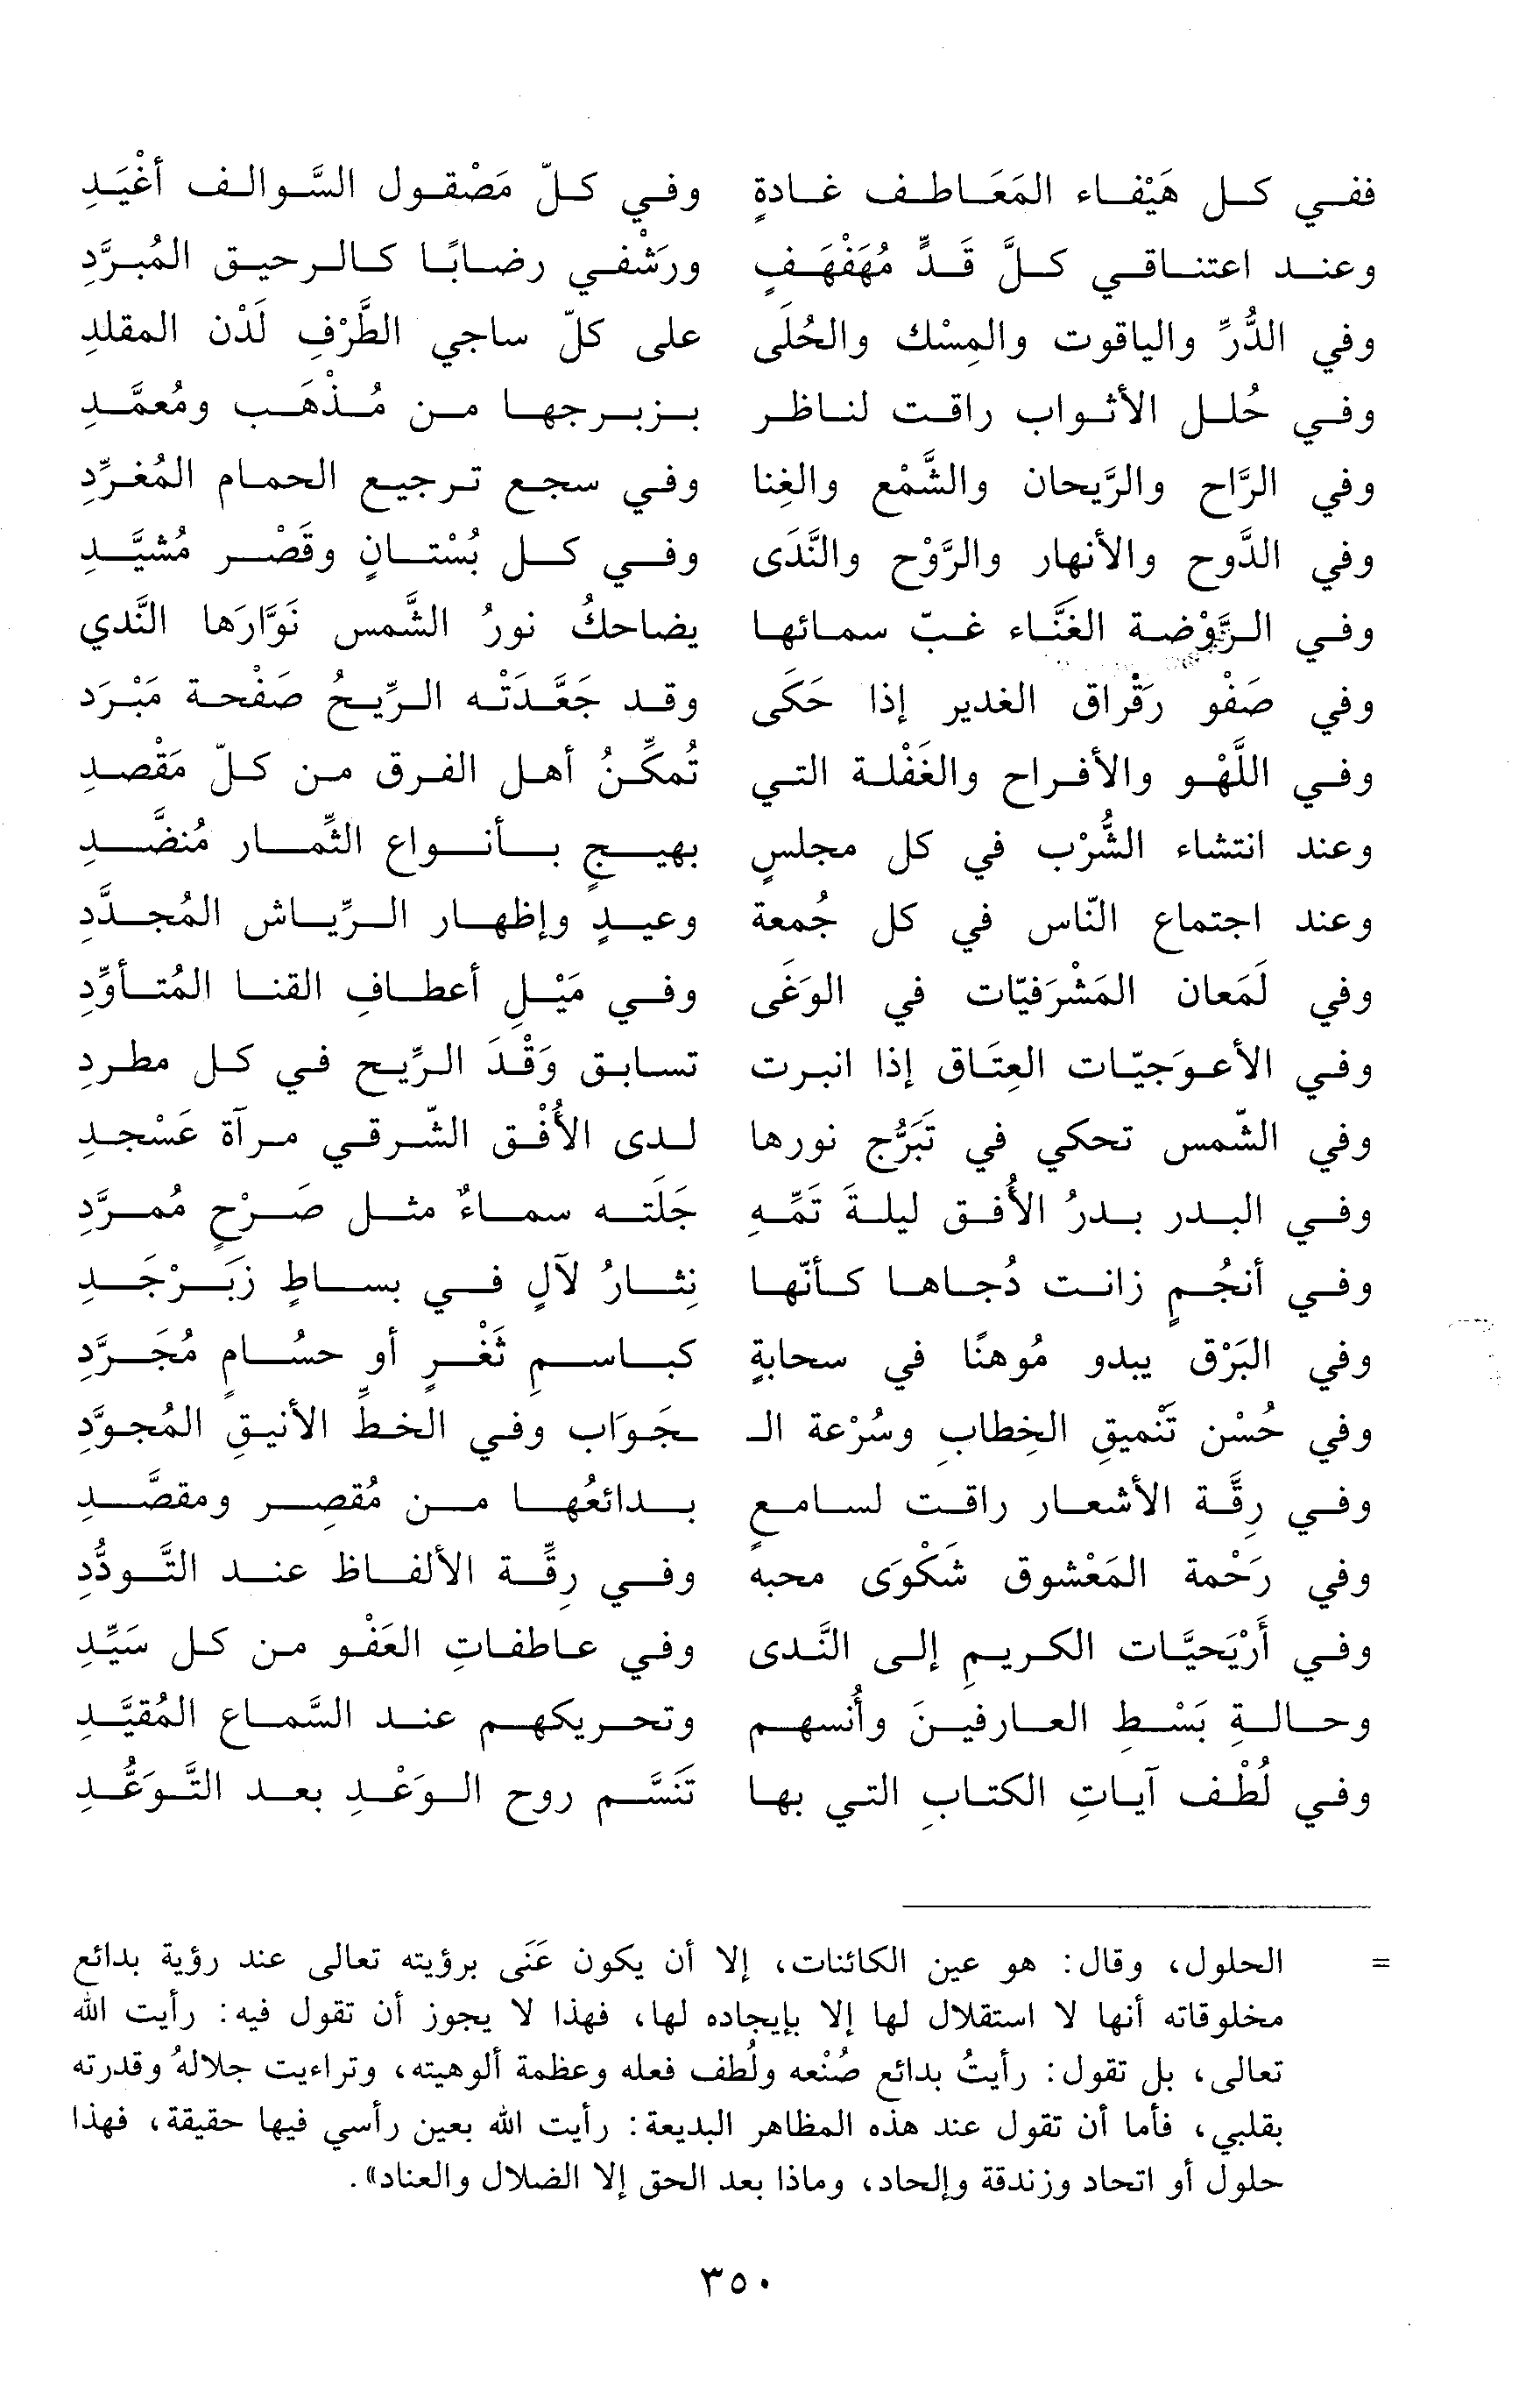 ففي كل هَيْفاء المَعَاطف غادةٍ وفي كلّ مَصْقول السَّوالف أغْيَدِ
وعند اعتناقي كلَّ قَدٍّ مُهَفْهَفٍ ورَشْفي رضابًا كالرحيق المُبرَّدِ
وفي الدُّرِّ والياقوت والمِسْك والحُلَى على كلّ ساجي الطَّرْفِ لَدْن المقلدِ
وفي حُلل الأثواب راقت لناظر بزبرجها من مُذْهَب ومُعمَّدِ
وفي الرَّاح والرَّيحان والشَّمْع والغِنا وفي سجع ترجيع الحمام المُغرِّدِ
وفي الدَّوح والأنهار والرَّوْح والنَّدَى وفي كل بُسْتانٍ وقَصْر مُشيَّدِ
وفي الرَّوْضة الغَنَّاء غبّ سمائها يضاحكُ نورُ الشَّمس نَوَّارَها النَّدي
وفي صَفْو رَقْراق الغدير إذا حَكَى وقد جَعَّدَتْه الرِّيحُ صَفْحة مَبْرَد
وفي اللَّهْو والأفراح والغَفْلة التي تُمكِّنُ أهل الفرق من كلّ مَقْصدِ
وعند انتشاء الشُّرْب في كل مجلسٍ بهيجٍ بأنواع الثِّمار مُنضَّدِ
وعند اجتماع النّاس في كل جُمعة وعيدٍ وإظهار الرِّياش المُجدَّدِ
وفي لَمَعان المَشْرَفيّات في الوَغَى وفي مَيْلِ أعطافِ القنا المُتأوِّدِ
وفي الأعوَجيّات العِتَاق إذا انبرت تسابق وَقْدَ الرِّيح في كل مطردِ
وفي الشّمس تحكي في تَبَرُّج نورها لدى الأُفْق الشّرقي مرآة عَسْجدِ
وفي البدر بدرُ الأُفق ليلةَ تَمِّهِ جَلَته سماءٌ مثل صَرْحٍ مُمرَّدِ
وفي أنجُمٍ زانت دُجاها كأنّها نِثارُ لآلٍ في بساطٍ زَبَرْجَدِ
وفي البَرْق يبدو مُوهنًا في سحابةٍ كباسمِ ثَغْرٍ أو حسُامٍ مُجَرَّدِ
وفي حُسْن تَنْميقِ الخِطابِ وسُرْعة الـ ـجَوَاب وفي الخطِّ الأنيقِ المُجوَّدِ
وفي رِقَّة الأشعار راقت لسامعٍ بدائعُها من مُقصِر ومقصَّدِ
وفي رَحْمة المَعْشوق شَكْوَى محبه وفي رِقِّة الألفاظ عند التَّودُّدِ
وفي أَرْيَحيَّات الكريمِ إلى النَّدى وفي عاطفاتِ العَفْو من كل سَيِّدِ
وحالةِ بَسْطِ العارفينَ وأُنسهم وتحريكهم عند السَّماع المُقيَّدِ
وفي لُطْف آياتِ الكتابِ التي بها تَنَسَّم روح الوَعْدِ بعد التَّوَعُّدِ
= الحلول، وقال: هو عين الكائنات، إلا أن يكون عَنَى برؤيته تعالى عند رؤية بدائع
مخلوقاته أنها لا استقلال لها إلا بإيجاده لها، فهذا لا يجوز أن تقول فيه: رأيت الله
تعالى، بل تقول: رأيتُ بدائع صُنْعه ولُطف فعله وعظمة ألوهيته، وتراءيت جلالهُ وقدرته
بقلبي، فأما أن تقول عند هذه المظاهر البديعة: رأيت الله بعين رأسي فيها حقيقة، فهذا
حلول أو اتحاد وزندقة وإلحاد، وماذا بعد الحق إلا الضلال والعناد».
٣٥٠